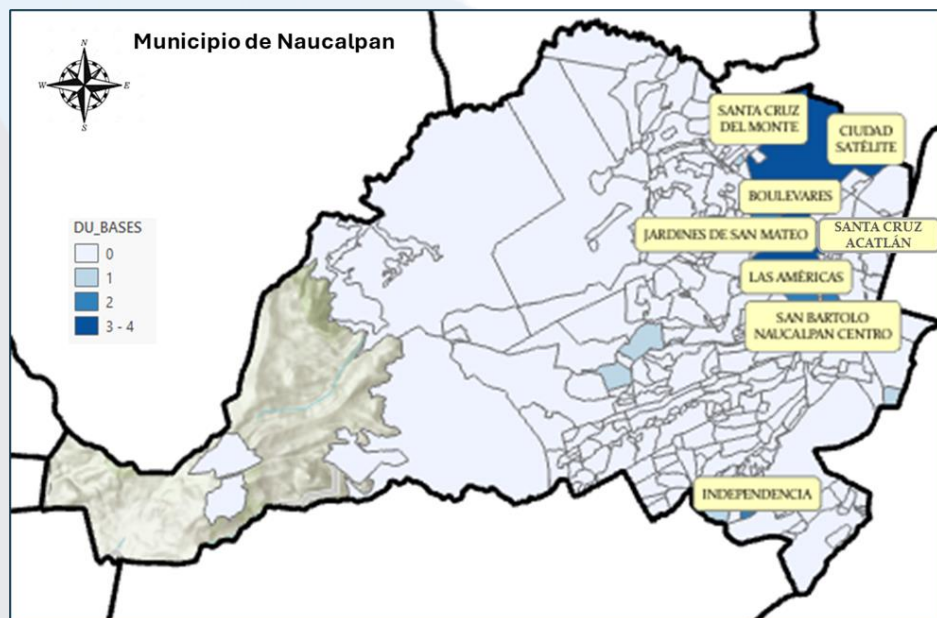 Municipio de Naucalpan
N
W
E
S
SANTA CRUZ
DEL MONTE
CIUDAD
SATÉLITE
BOULEVARES
JARDINES DE SAN MATEO
SANTA CRUZ
ACATLÁN
LAS AMÉRICAS
SAN BARTOLO
NAUCALPAN CENTRO
INDEPENDENCIA
DU_BASES
0
1
2
3 - 4